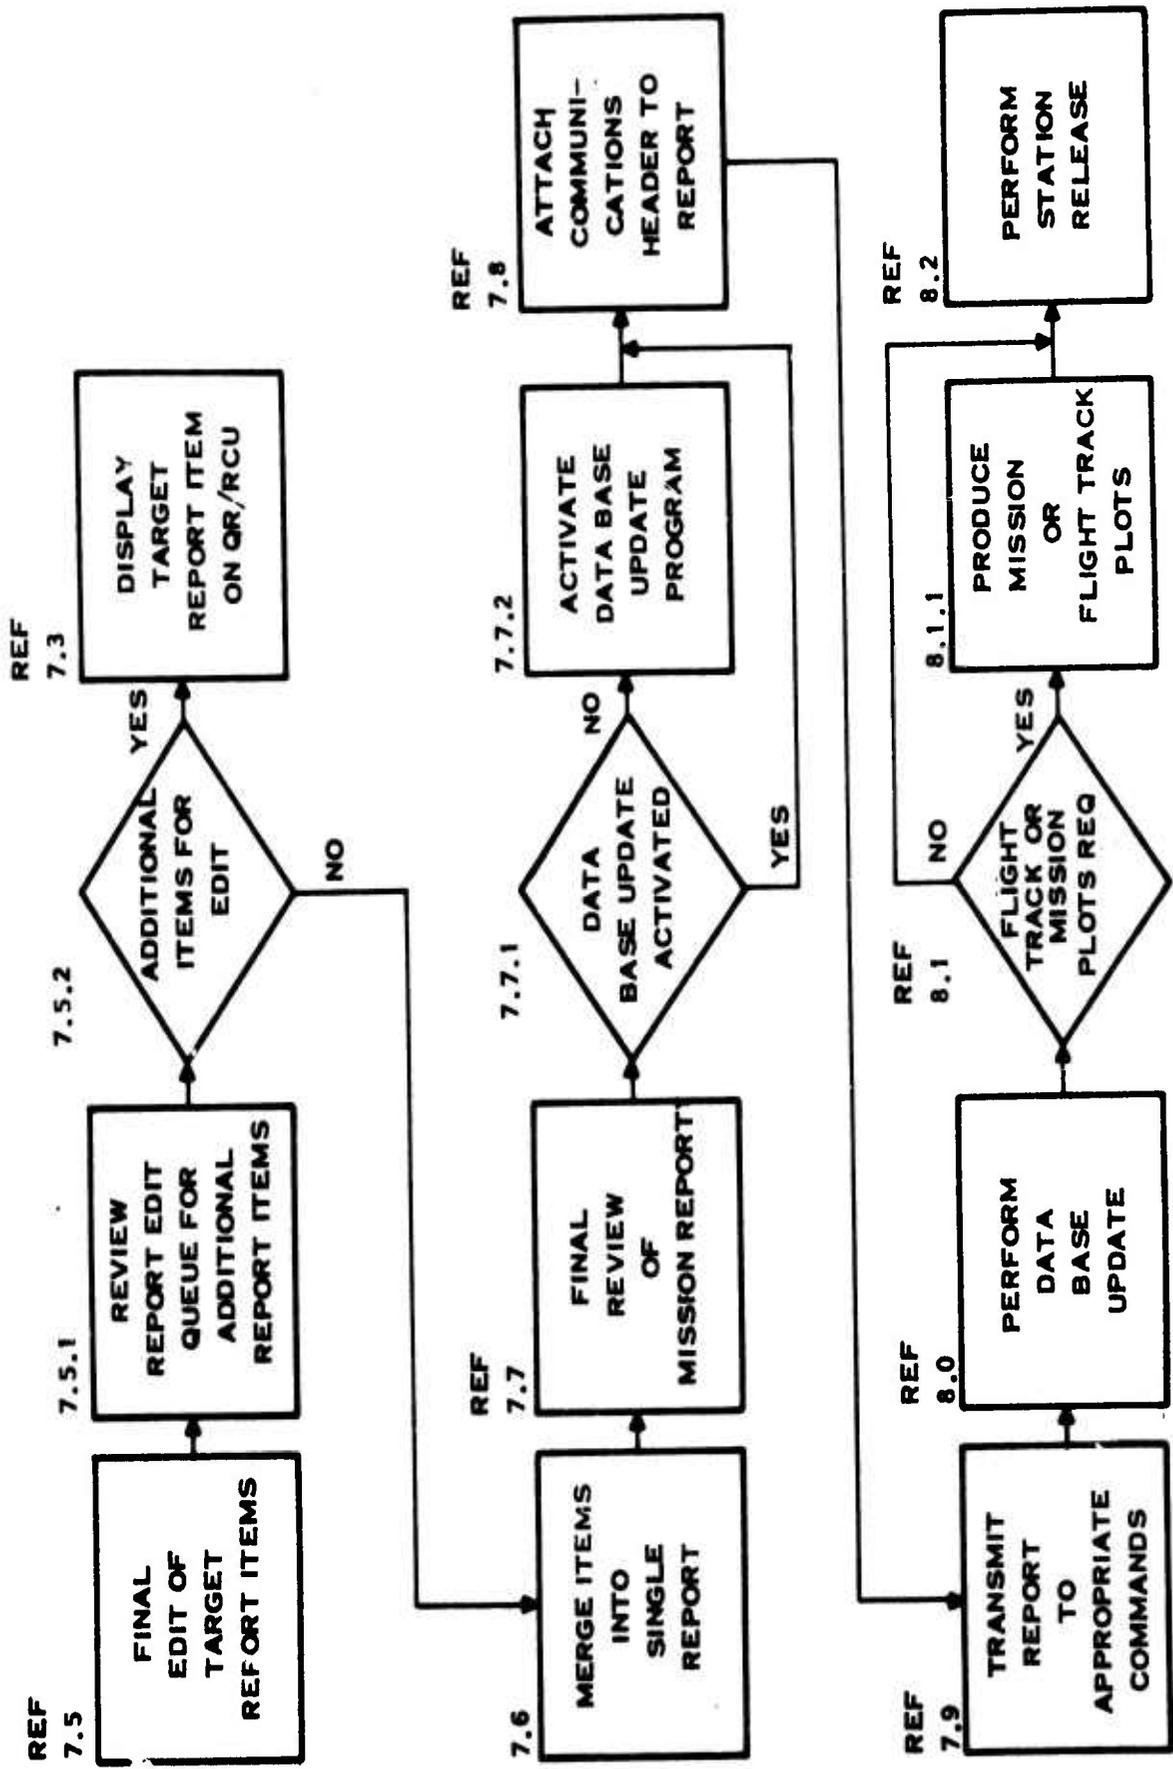 REF
7.5
FINAL
EDIT OF
TARGET
REFORT ITEMS
7.5.1
REVIEW
REPORT EDIT
QUEUE FOR
ADDITIONAL
REPORT ITEMS
7.5.2
ADDITIONAL
ITEMS FOR
EDIT
YES
NO
REF
7.3
DISPLAY
TARGET
REPORT ITEM
ON QR/RCU
7.6
MERGE ITEMS
INTO
SINGLE
REPORT
REF
7.7
FINAL
REVIEW
OF
MISSION REPORT
7.7.1
DATA
BASE UPDATE
ACTIVATED
NO
YES
7.7.2
ACTIVATE
DATA BASE
UPDATE
PROGRAM
REF
7.8
ATTACH
COMMUNI-
CATIONS
HEADER TO
REPORT
REF
7.9
TRANSMIT
REPORT
TO
APPROPRIATE
COMMANDS
REF
8.0
PERFORM
DATA
BASE
UPDATE
REF
8.1
FLIGHT
TRACK OR
MISSION
PLOTS REQ
NO
YES
8.1.1
PRODUCE
MISSION
OR
FLIGHT TRACK
PLOTS
REF
8.2
PERFORM
STATION
RELEASE